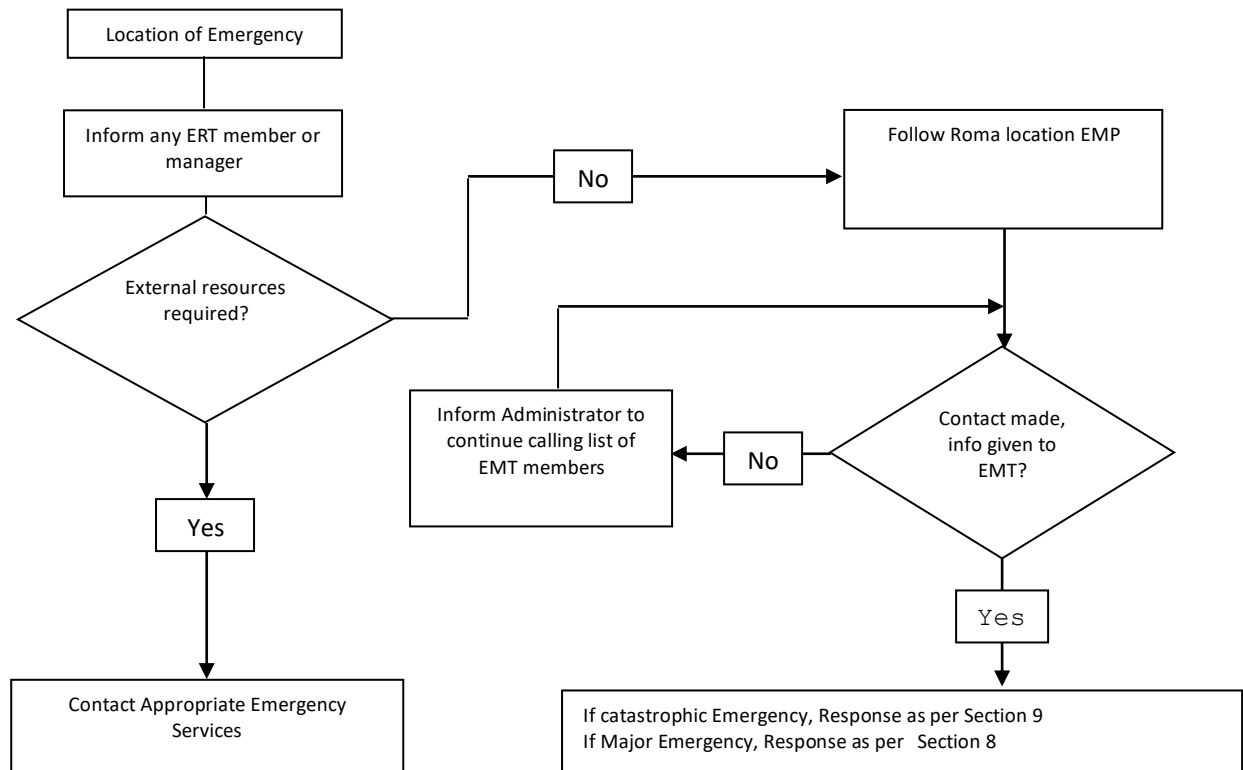 Location of Emergency
Inform any ERT member or
manager
External resources
required?
Yes
Contact Appropriate Emergency
Services
No
Follow Roma location EMP
Contact made,
info given to
EMT?
No
Inform Administrator to
continue calling list of
EMT members
Yes
If catastrophic Emergency, Response as per Section 9
If Major Emergency, Response as per Section 8